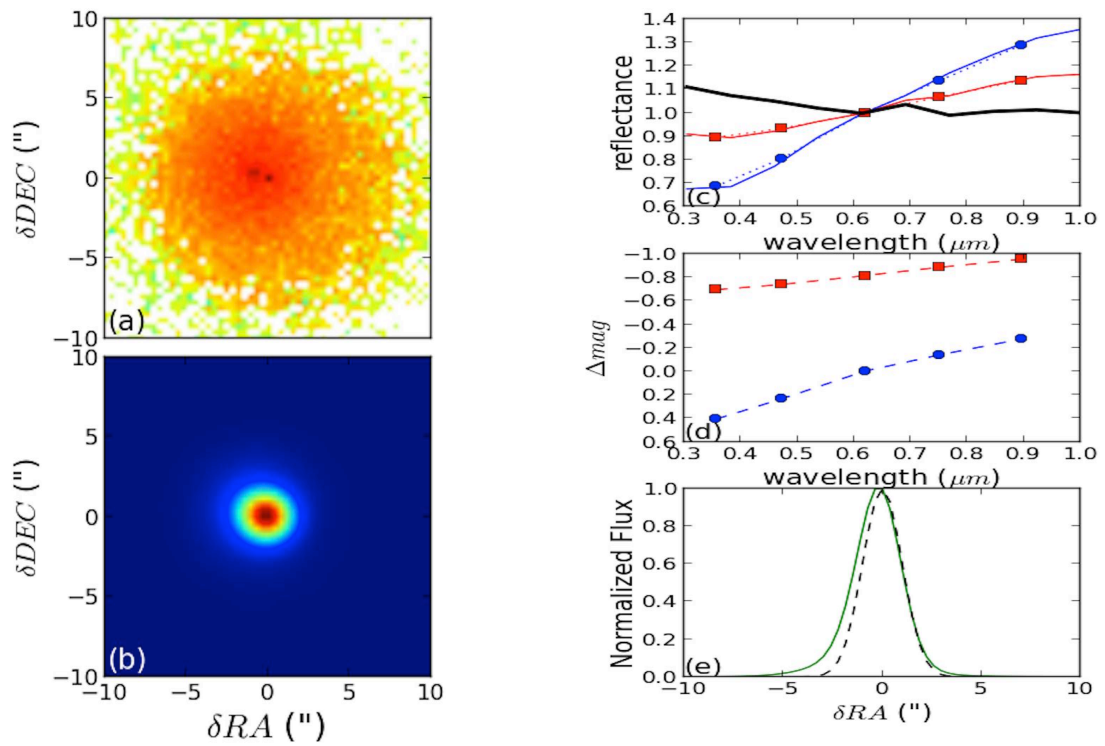 10
5
0
−5
−10
δDEC (")
(a)
10
5
0
−5
−10
δDEC (")
(b)
−10 −5 0 5 10
δRA (")
1.4
1.3
1.2
1.1
1.0
0.9
0.8
0.7
0.6
reflectance
(c)
0.3 0.4 0.5 0.6 0.7 0.8 0.9 1.0
wavelength (μm)
−1.0
−0.8
−0.6
−0.4
−0.2
0.0
0.2
0.4
0.6
Δmag
(d)
0.3 0.4 0.5 0.6 0.7 0.8 0.9 1.0
wavelength (μm)
1.0
0.8
0.6
0.4
0.2
0.0
Normalized Flux
(e)
−10 −5 0 5 10
δRA (")